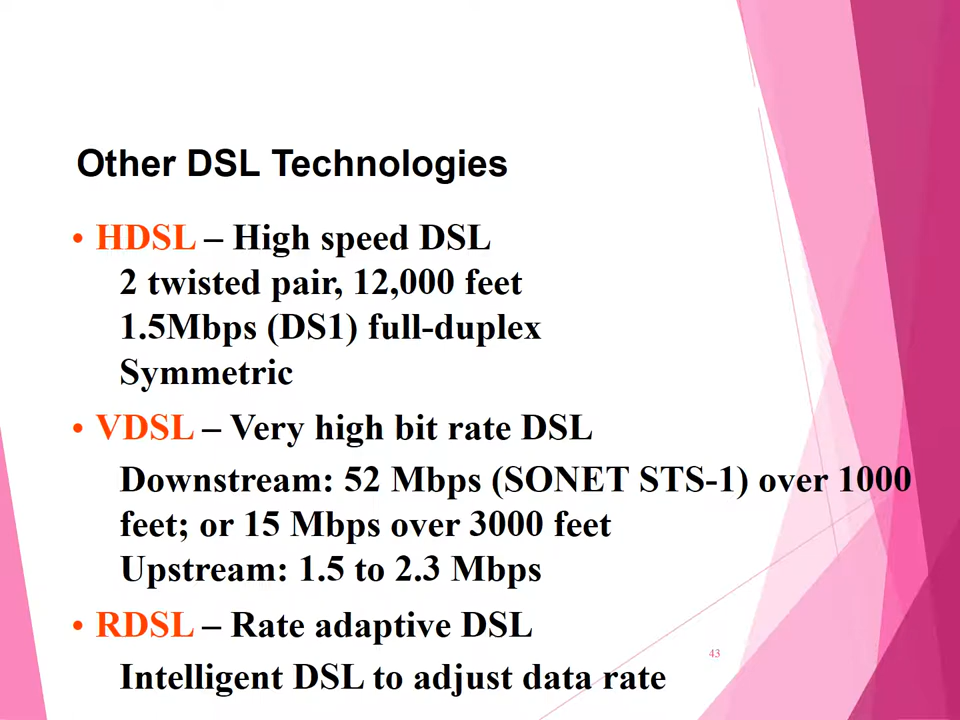 Other DSL Technologies
• HDSL – High speed DSL
2 twisted pair, 12,000 feet
1.5Mbps (DS1) full-duplex
Symmetric
• VDSL – Very high bit rate DSL
Downstream: 52 Mbps (SONET STS-1) over 1000
feet; or 15 Mbps over 3000 feet
Upstream: 1.5 to 2.3 Mbps
• RDSL – Rate adaptive DSL
43
Intelligent DSL to adjust data rate